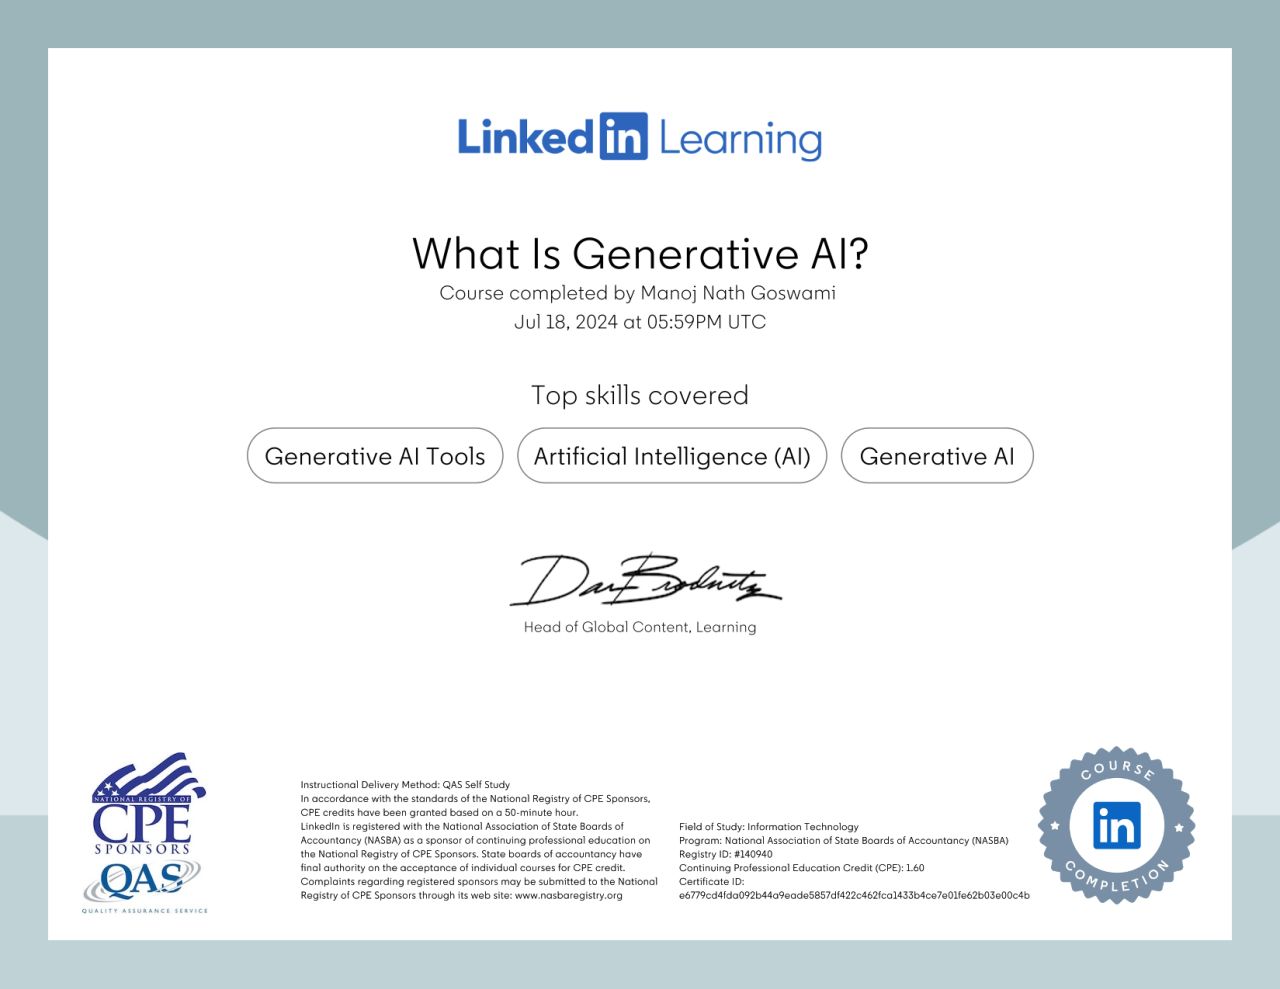 Linkedin Learning
What Is Generative AI?
Course completed by Manoj Nath Goswami
Jul 18, 2024 at 05:59PM UTC
Top skills covered
Generative AI Tools
Artificial Intelligence (AI)
Generative AI
Dan Brodnitz
Head of Global Content, Learning
NATIONAL REGISTRY OF
CPE
SPONSORS
QAS
QUALITY ASSURANCE SERVICE
Instructional Delivery Method: QAS Self Study
In accordance with the standards of the National Registry of CPE Sponsors,
CPE credits have been granted based on a 50-minute hour.
LinkedIn is registered with the National Association of State Boards of
Accountancy (NASBA) as a sponsor of continuing professional education on
the National Registry of CPE Sponsors. State boards of accountancy have
final authority on the acceptance of individual courses for CPE credit.
Complaints regarding registered sponsors may be submitted to the National
Registry of CPE Sponsors through its web site: www.nasbaregistry.org
Field of Study: Information Technology
Program: National Association of State Boards of Accountancy (NASBA)
Registry ID: #140940
Continuing Professional Education Credit (CPE): 1.60
Certificate ID:
e6779cd4fda092b44a9eade5857df422c462fca1433b4ce7e01fe62b03e00c4b
COURSE
in
COMPLETION